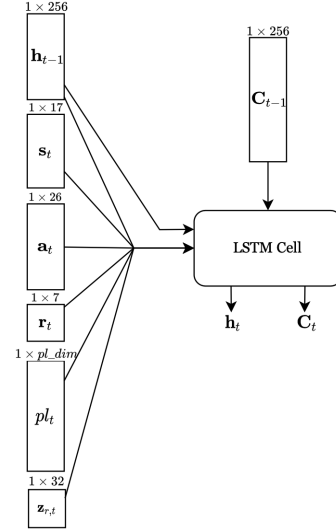 1 × 256
h_{t−1}
1 × 17
s_t
1 × 26
a_t
1 × 7
r_t
1 × pl_dim
pl_t
1 × 32
z_{r,t}
1 × 256
C_{t−1}
LSTM Cell
h_t
C_t